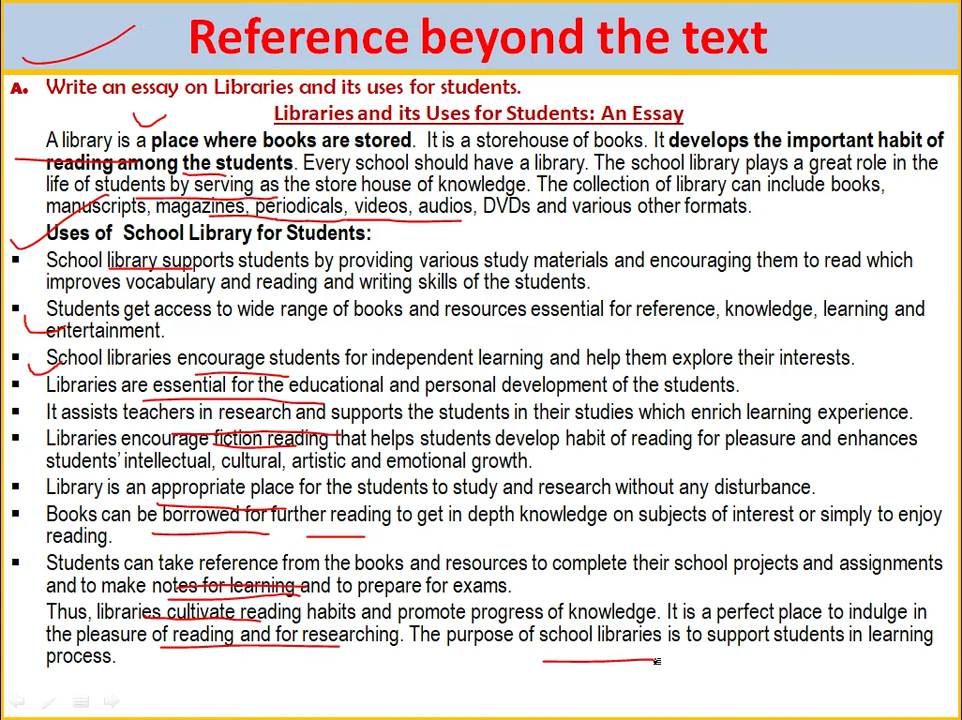 Reference beyond the text
A. Write an essay on Libraries and its uses for students.
Libraries and its Uses for Students: An Essay
A library is a place where books are stored. It is a storehouse of books. It develops the important habit of
reading among the students. Every school should have a library. The school library plays a great role in the
life of students by serving as the store house of knowledge. The collection of library can include books,
manuscripts, magazines, periodicals, videos, audios, DVDs and various other formats.
Uses of School Library for Students:
▪ School library supports students by providing various study materials and encouraging them to read which
improves vocabulary and reading and writing skills of the students.
▪ Students get access to wide range of books and resources essential for reference, knowledge, learning and
entertainment.
▪ School libraries encourage students for independent learning and help them explore their interests.
▪ Libraries are essential for the educational and personal development of the students.
▪ It assists teachers in research and supports the students in their studies which enrich learning experience.
▪ Libraries encourage fiction reading that helps students develop habit of reading for pleasure and enhances
students’ intellectual, cultural, artistic and emotional growth.
▪ Library is an appropriate place for the students to study and research without any disturbance.
▪ Books can be borrowed for further reading to get in depth knowledge on subjects of interest or simply to enjoy
reading.
▪ Students can take reference from the books and resources to complete their school projects and assignments
and to make notes for learning and to prepare for exams.
Thus, libraries cultivate reading habits and promote progress of knowledge. It is a perfect place to indulge in
the pleasure of reading and for researching. The purpose of school libraries is to support students in learning
process.